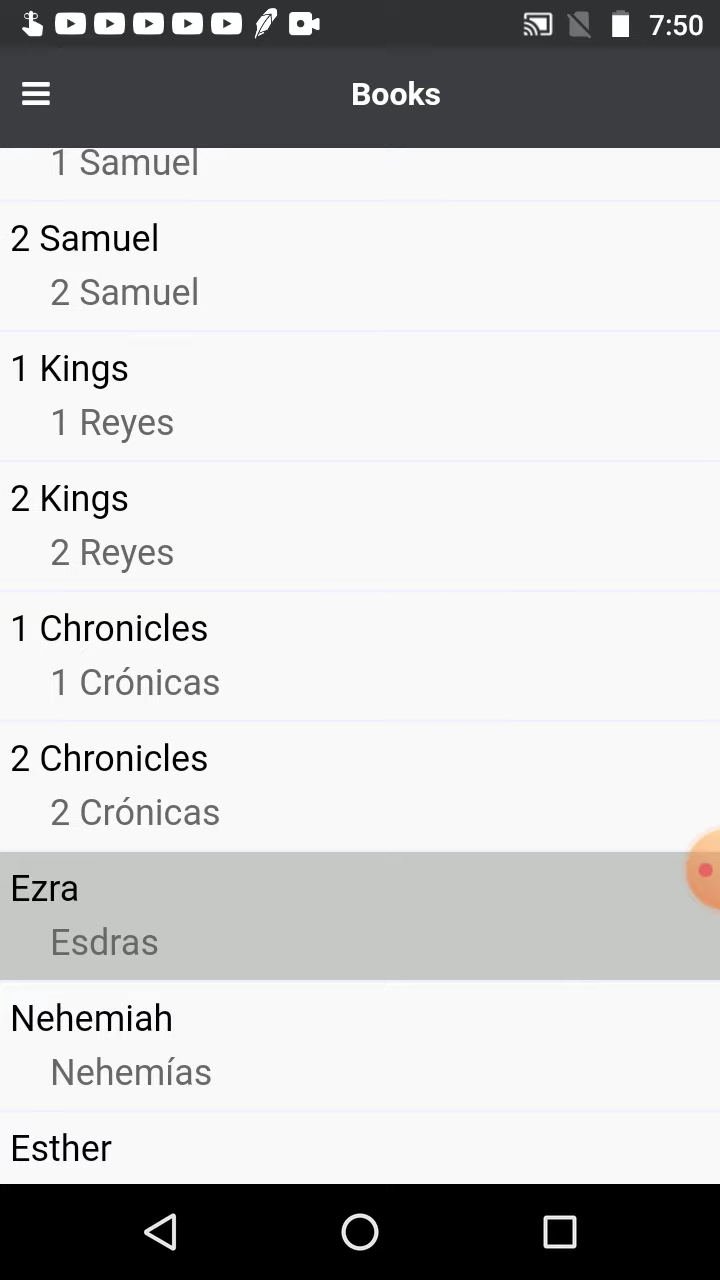 7:50
Books
1 Samuel
2 Samuel
2 Samuel
1 Kings
1 Reyes
2 Kings
2 Reyes
1 Chronicles
1 Crónicas
2 Chronicles
2 Crónicas
Ezra
Esdras
Nehemiah
Nehemías
Esther